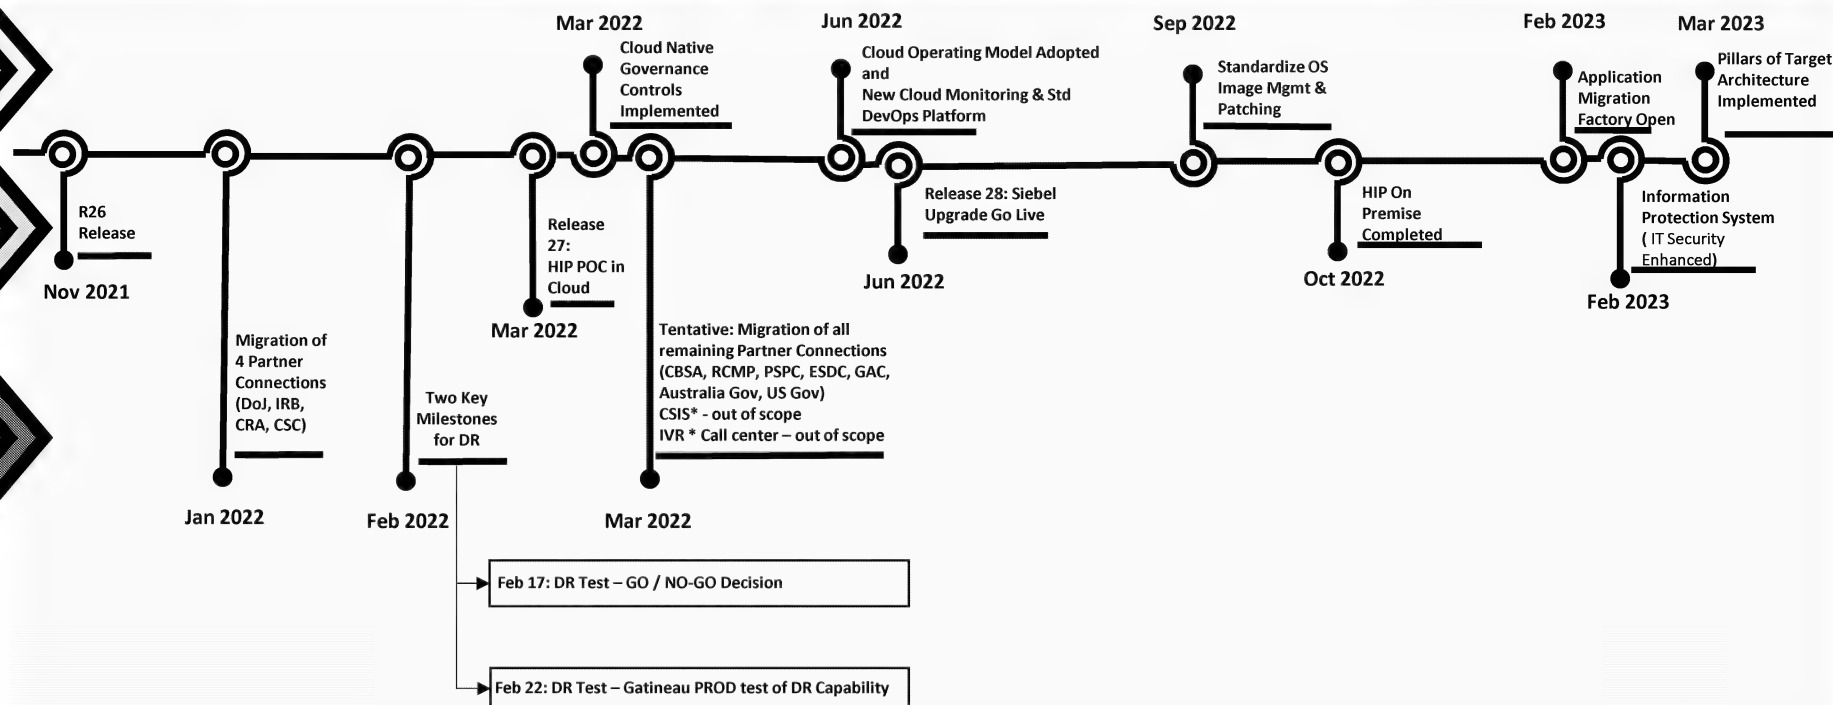 Mar 2022
Cloud Native
Governance
Controls
Implemented
Jun 2022
Cloud Operating Model Adopted
and
New Cloud Monitoring & Std
DevOps Platform
Sep 2022
Standardize OS
Image Mgmt &
Patching
Feb 2023
Application
Migration
Factory Open
Mar 2023
Pillars of Target
Architecture
Implemented
R26
Release
Nov 2021
Migration of
4 Partner
Connections
(DoJ, IRB,
CRA, CSC)
Jan 2022
Two Key
Milestones
for DR
Feb 2022
Release
27:
HIP POC in
Cloud
Mar 2022
Tentative: Migration of all
remaining Partner Connections
(CBSA, RCMP, PSPC, ESDC, GAC,
Australia Gov, US Gov)
CSIS* - out of scope
IVR * Call center – out of scope
Mar 2022
Release 28: Siebel
Upgrade Go Live
Jun 2022
HIP On
Premise
Completed
Oct 2022
Information
Protection System
( IT Security
Enhanced)
Feb 2023
Feb 17: DR Test – GO / NO-GO Decision
Feb 22: DR Test – Gatineau PROD test of DR Capability